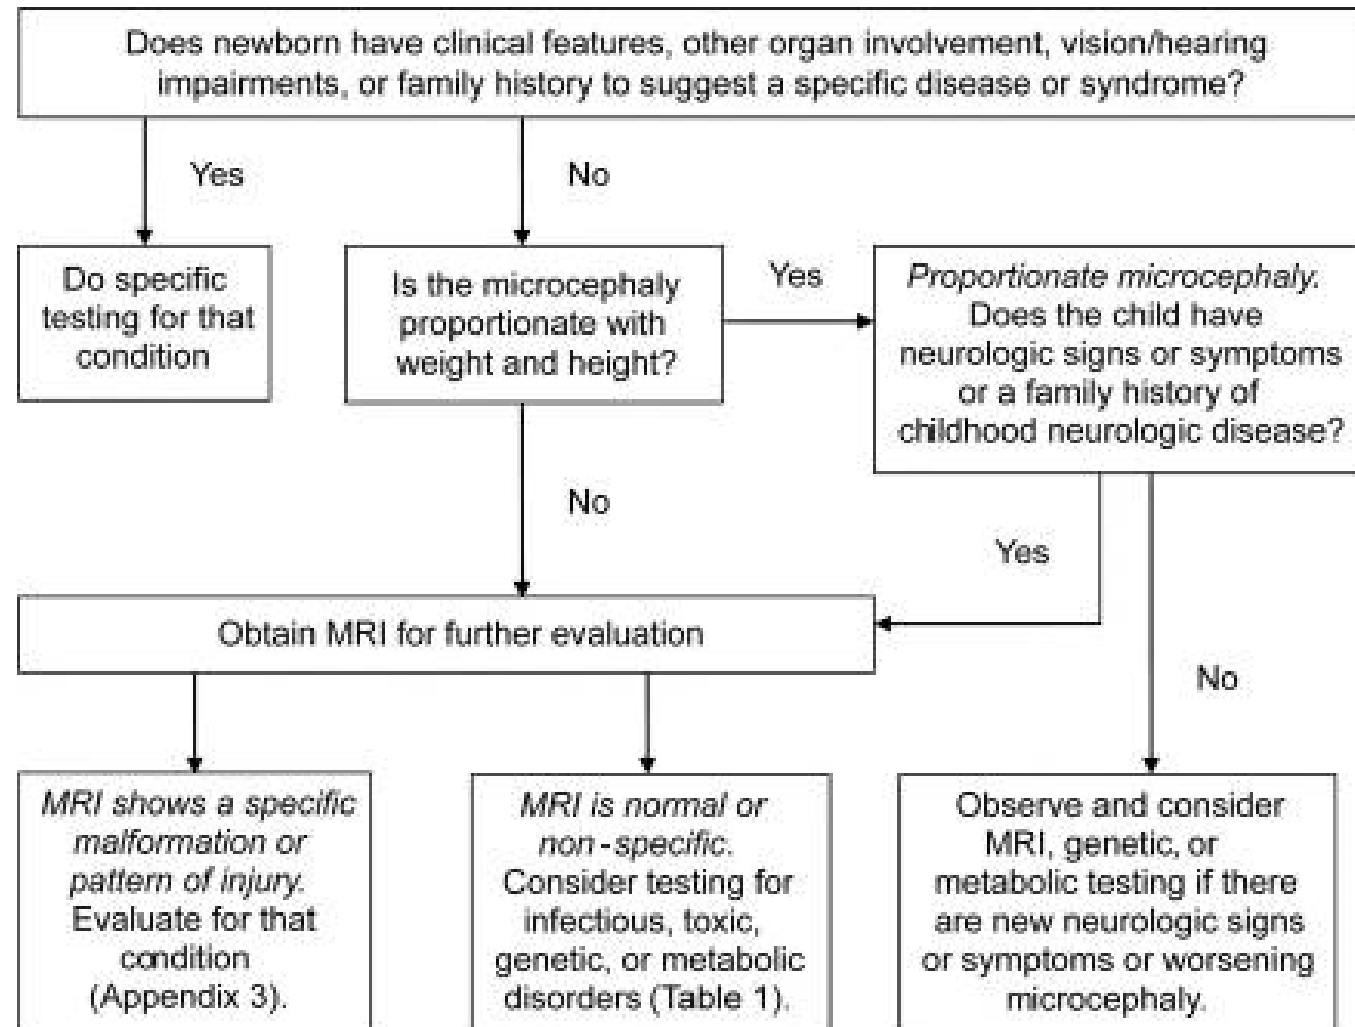 Does newborn have clinical features, other organ involvement, vision/hearing
impairments, or family history to suggest a specific disease or syndrome?
Yes
No
Do specific
testing for that
condition
Is the microcephaly
proportionate with
weight and height?
Yes
Proportionate microcephaly.
Does the child have
neurologic signs or symptoms
or a family history of
childhood neurologic disease?
No
Yes
Obtain MRI for further evaluation
No
MRI shows a specific
malformation or
pattern of injury.
Evaluate for that
condition
(Appendix 3).
MRI is normal or
non-specific.
Consider testing for
infectious, toxic,
genetic, or metabolic
disorders (Table 1).
Observe and consider
MRI, genetic, or
metabolic testing if there
are new neurologic signs
or symptoms or worsening
microcephaly.